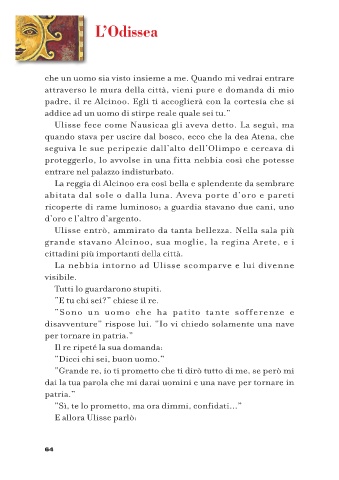 L'Odissea
che un uomo sia visto insieme a me. Quando mi vedrai entrare
attraverso le mura della città, vieni pure e domanda di mio
padre, il re Alcinoo. Egli ti accoglierà con la cortesia che si
addice ad un uomo di stirpe reale quale sei tu."
Ulisse fece come Nausicaa gli aveva detto. La seguì, ma
quando stava per uscire dal bosco, ecco che la dea Atena, che
seguiva le sue peripezie dall'alto dell'Olimpo e cercava di
proteggerlo, lo avvolse in una fitta nebbia così che potesse
entrare nel palazzo indisturbato.
La reggia di Alcinoo era così bella e splendente da sembrare
abitata dal sole o dalla luna. Aveva porte d'oro e pareti
ricoperte di rame luminoso; a guardia stavano due cani, uno
d'oro e l'altro d'argento.
Ulisse entrò, ammirato da tanta bellezza. Nella sala più
grande stavano Alcinoo, sua moglie, la regina Arete, e i
cittadini più importanti della città.
La nebbia intorno ad Ulisse scomparve e lui divenne
visibile.
Tutti lo guardarono stupiti.
"E tu chi sei?" chiese il re.
"Sono un uomo che ha patito tante sofferenze e
disavventure" rispose lui. "Io vi chiedo solamente una nave
per tornare in patria."
Il re ripeté la sua domanda:
"Dicci chi sei, buon uomo."
"Grande re, io ti prometto che ti dirò tutto di me, se però mi
dai la tua parola che mi darai uomini e una nave per tornare in
patria."
"Sì, te lo prometto, ma ora dimmi, confidati..."
E allora Ulisse parlò:
64